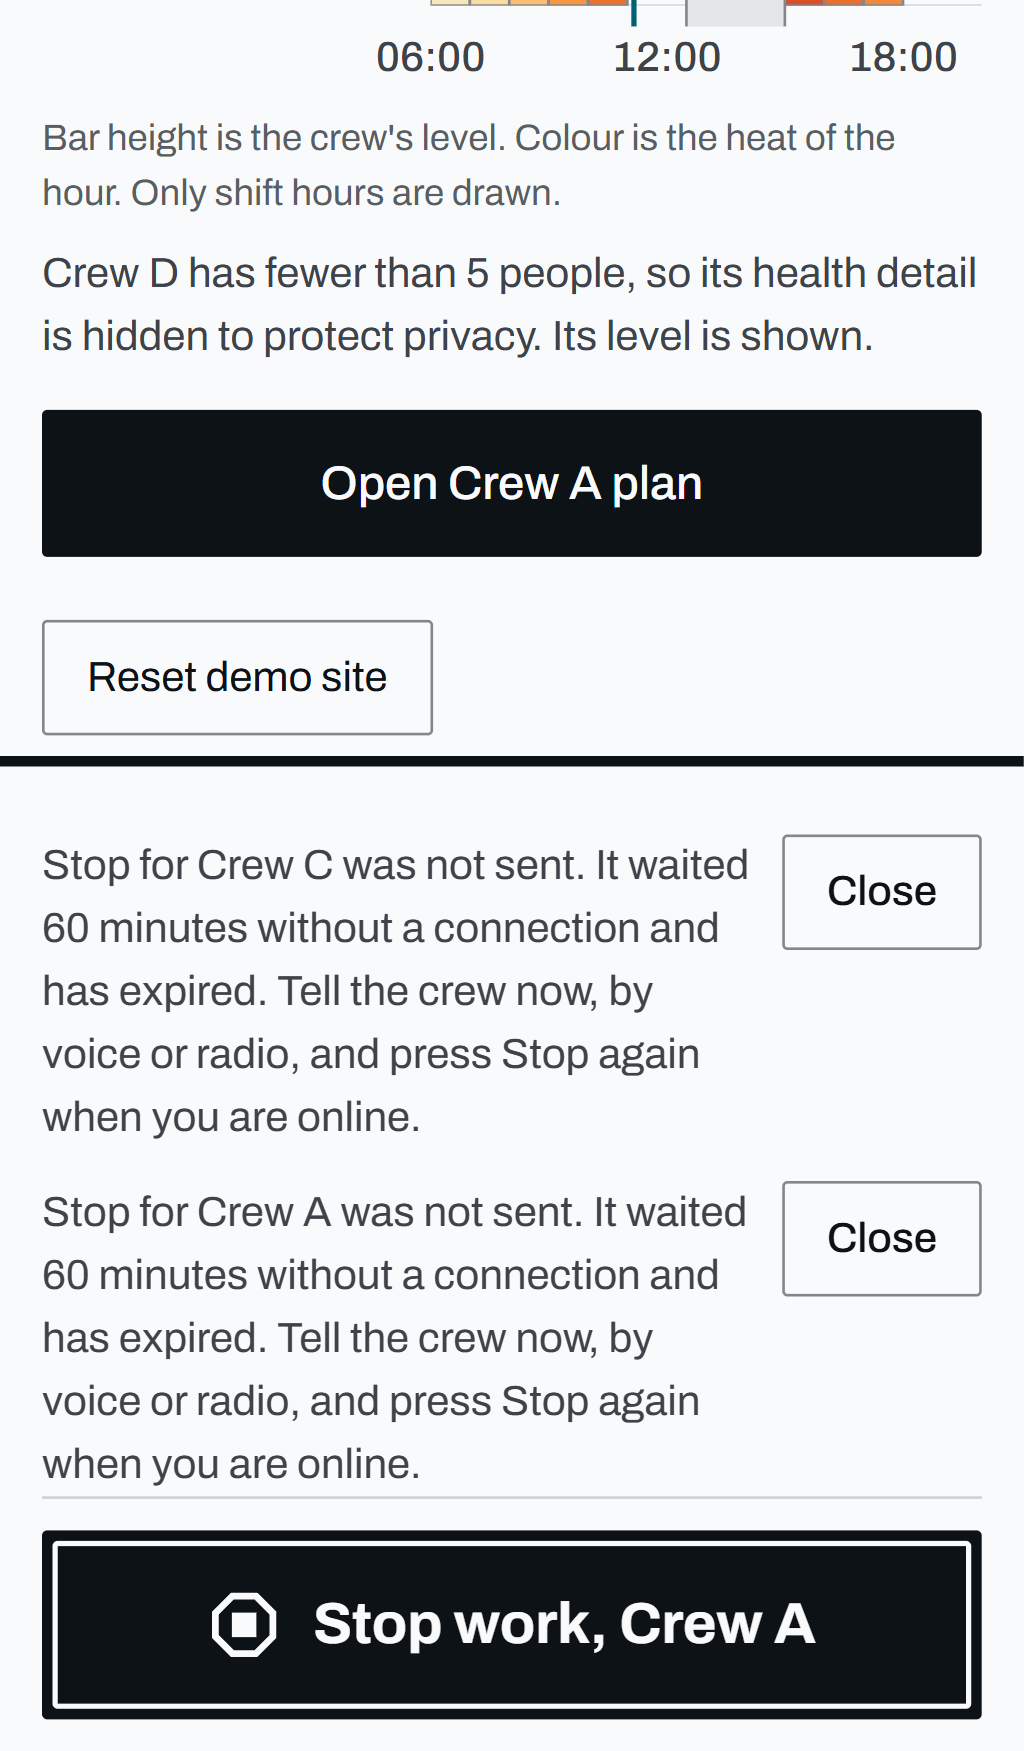 06:00 12:00 18:00
Bar height is the crew's level. Colour is the heat of the
hour. Only shift hours are drawn.
Crew D has fewer than 5 people, so its health detail
is hidden to protect privacy. Its level is shown.
Open Crew A plan
Reset demo site
Stop for Crew C was not sent. It waited
60 minutes without a connection and
has expired. Tell the crew now, by
voice or radio, and press Stop again
when you are online.
Close
Stop for Crew A was not sent. It waited
60 minutes without a connection and
has expired. Tell the crew now, by
voice or radio, and press Stop again
when you are online.
Close
Stop work, Crew A